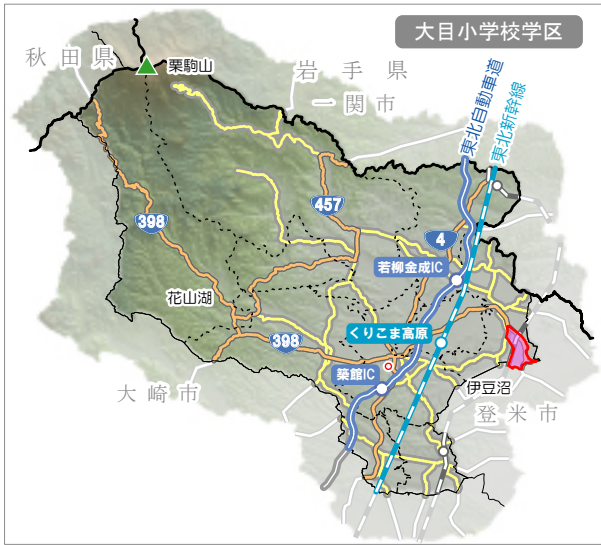 大目小学校学区
秋田県
栗駒山
岩手県
一関市
東北自動車道
東北新幹線
457
398
4
若柳金成IC
花山湖
くりこま高原
398
築館IC
伊豆沼
大崎市
登米市